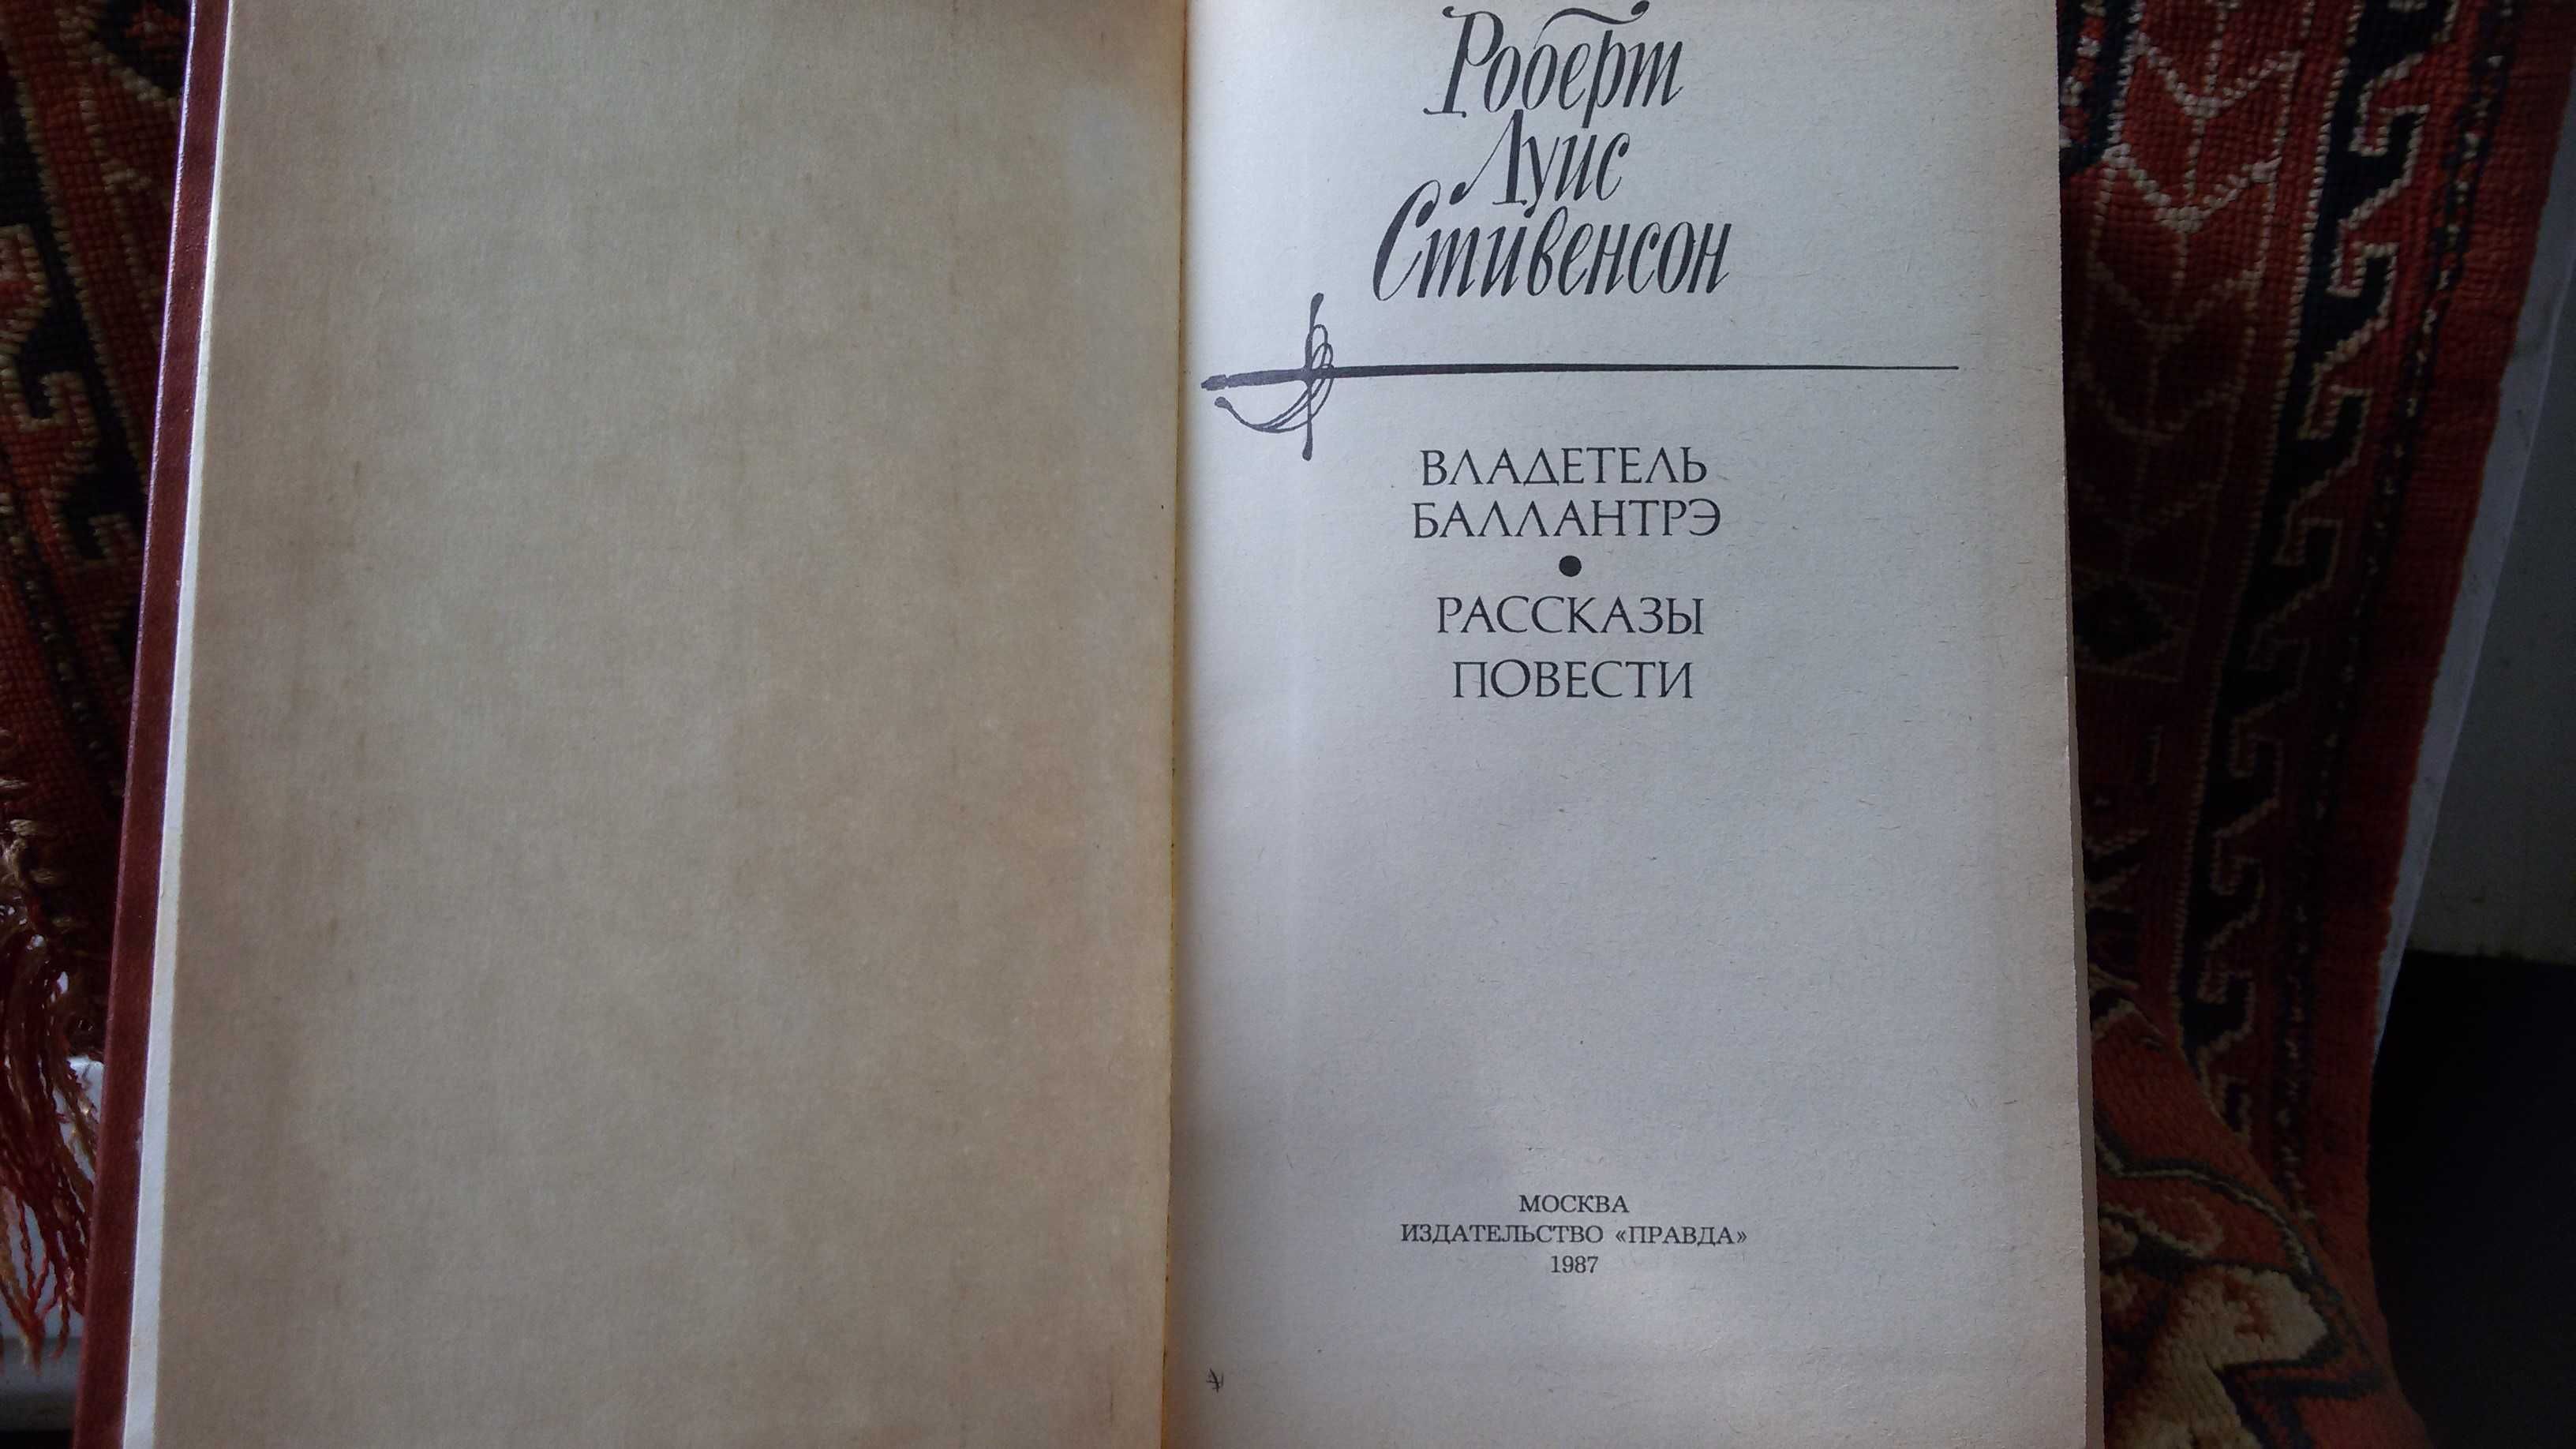 Роберт
Луис
Стивенсон
ВЛАДЕТЕЛЬ
БАЛЛАНТРЭ
РАССКАЗЫ
ПОВЕСТИ
МОСКВА
ИЗДАТЕЛЬСТВО «ПРАВДА»
1987